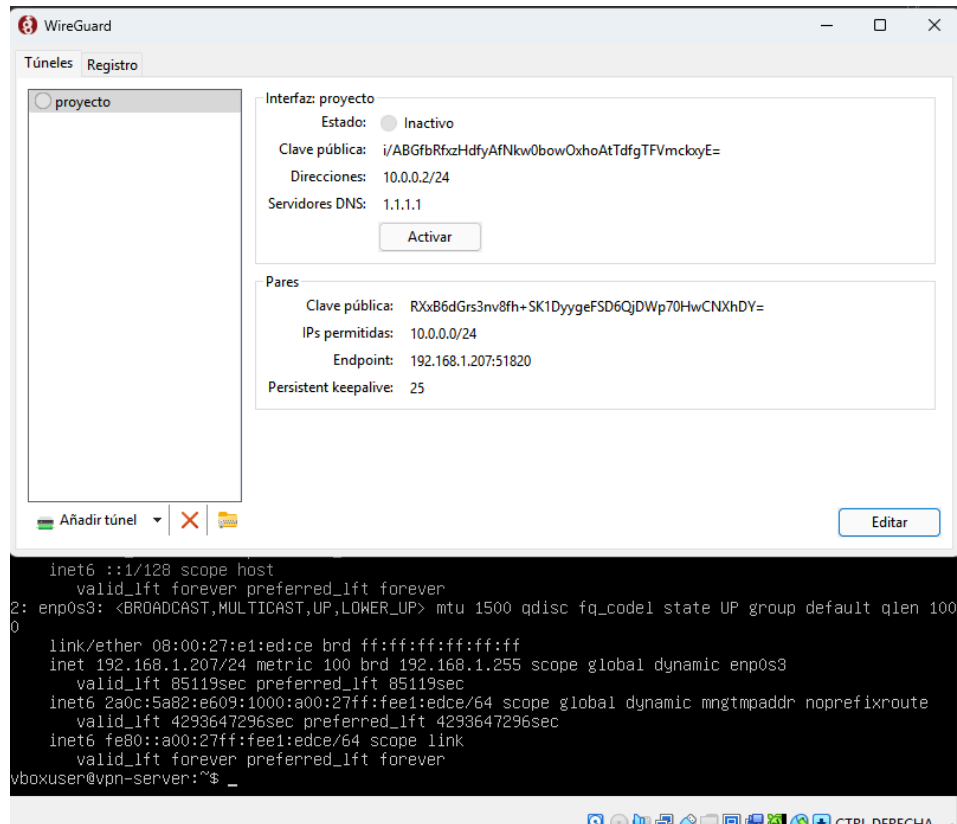 WireGuard
Túneles
Registro
proyecto
Interfaz: proyecto
Estado: Inactivo
Clave pública: i/ABGfbRfxzHdfyAfNkw0bowOxhoAtTdfgTFVmckxyE=
Direcciones: 10.0.0.2/24
Servidores DNS: 1.1.1.1
Activar
Pares
Clave pública: RXxB6dGrs3nv8fh+SK1DyygeFSD6QjDWp70HwCNXhDY=
IPs permitidas: 10.0.0.0/24
Endpoint: 192.168.1.207:51820
Persistent keepalive: 25
Añadir túnel
Editar
inet6 ::1/128 scope host
valid_lft forever preferred_lft forever
2: enp0s3: <BROADCAST,MULTICAST,UP,LOWER_UP> mtu 1500 qdisc fq_codel state UP group default qlen 100
0
link/ether 08:00:27:e1:ed:ce brd ff:ff:ff:ff:ff:ff
inet 192.168.1.207/24 metric 100 brd 192.168.1.255 scope global dynamic enp0s3
valid_lft 85119sec preferred_lft 85119sec
inet6 2a0c:5a82:e609:1000:a00:27ff:fee1:edce/64 scope global dynamic mngtmpaddr noprefixroute
valid_lft 4293647296sec preferred_lft 4293647296sec
inet6 fe80::a00:27ff:fee1:edce/64 scope link
valid_lft forever preferred_lft forever
vboxuser@vpn-server:~$ _
CTRL DERECHA